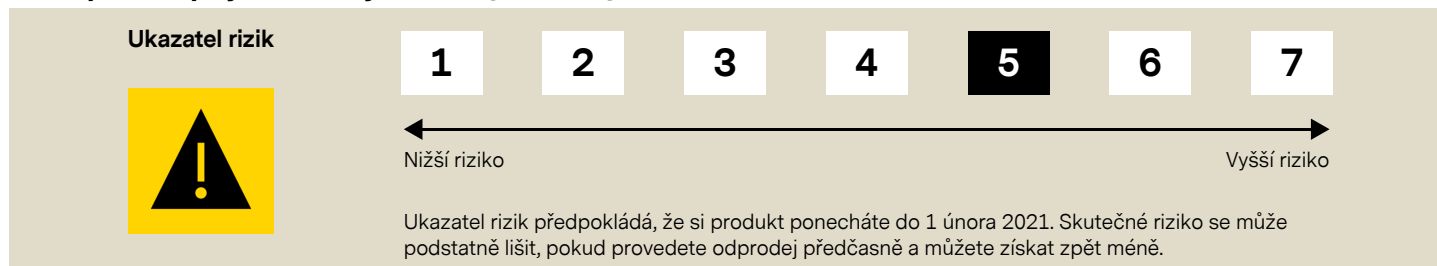 Ukazatel rizik
1 2 3 4 5 6 7
Nižší riziko
Vyšší riziko
Ukazatel rizik předpokládá, že si produkt ponecháte do 1 února 2021. Skutečné riziko se může
podstatně lišit, pokud provedete odprodej předčasně a můžete získat zpět méně.